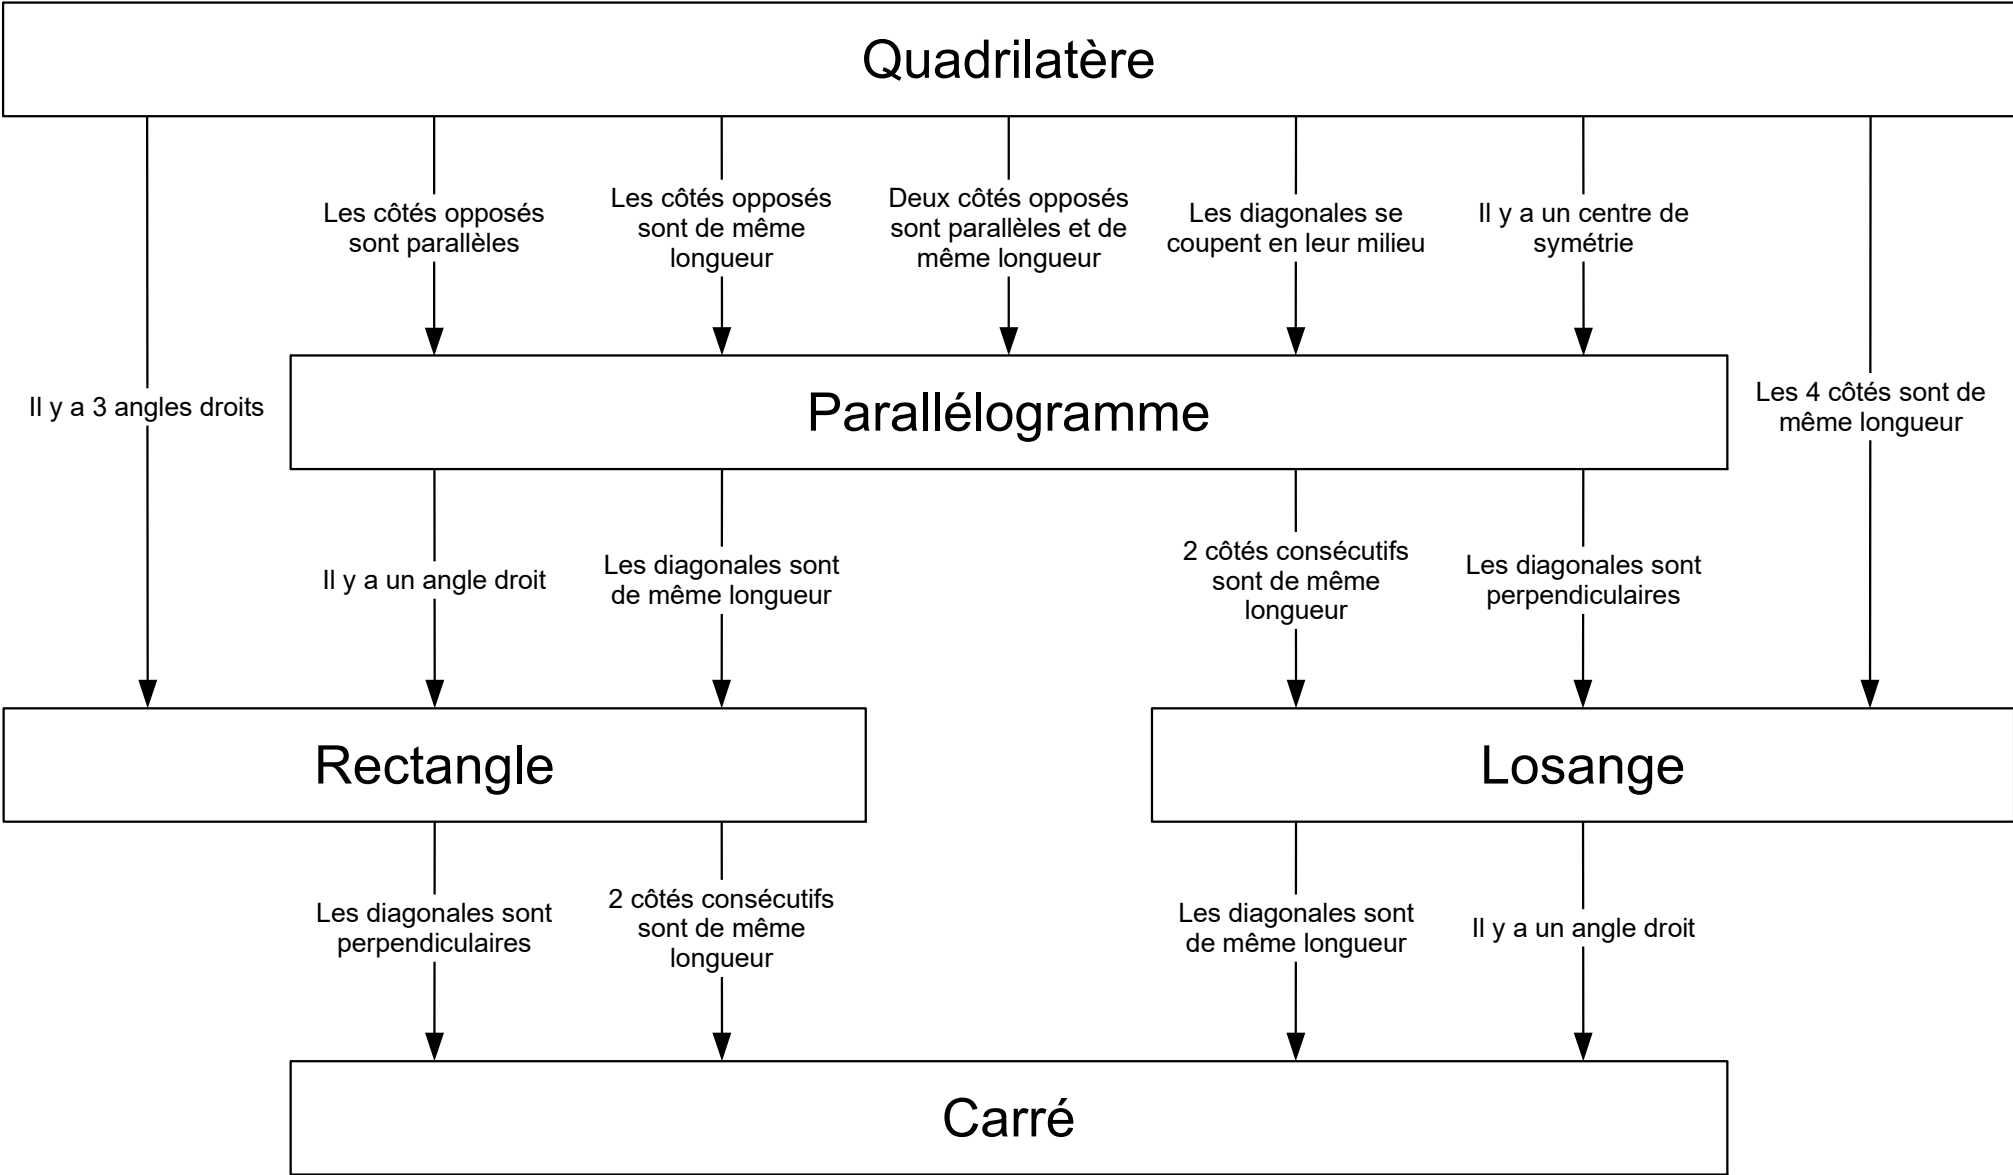 Quadrilatère
Les côtés opposés
sont parallèles
Les côtés opposés
sont de même
longueur
Deux côtés opposés
sont parallèles et de
même longueur
Les diagonales se
coupent en leur milieu
Il y a un centre de
symétrie
Il y a 3 angles droits
Parallélogramme
Les 4 côtés sont de
même longueur
Il y a un angle droit
Les diagonales sont
de même longueur
2 côtés consécutifs
sont de même
longueur
Les diagonales sont
perpendiculaires
Rectangle
Losange
Les diagonales sont
perpendiculaires
2 côtés consécutifs
sont de même
longueur
Les diagonales sont
de même longueur
Il y a un angle droit
Carré